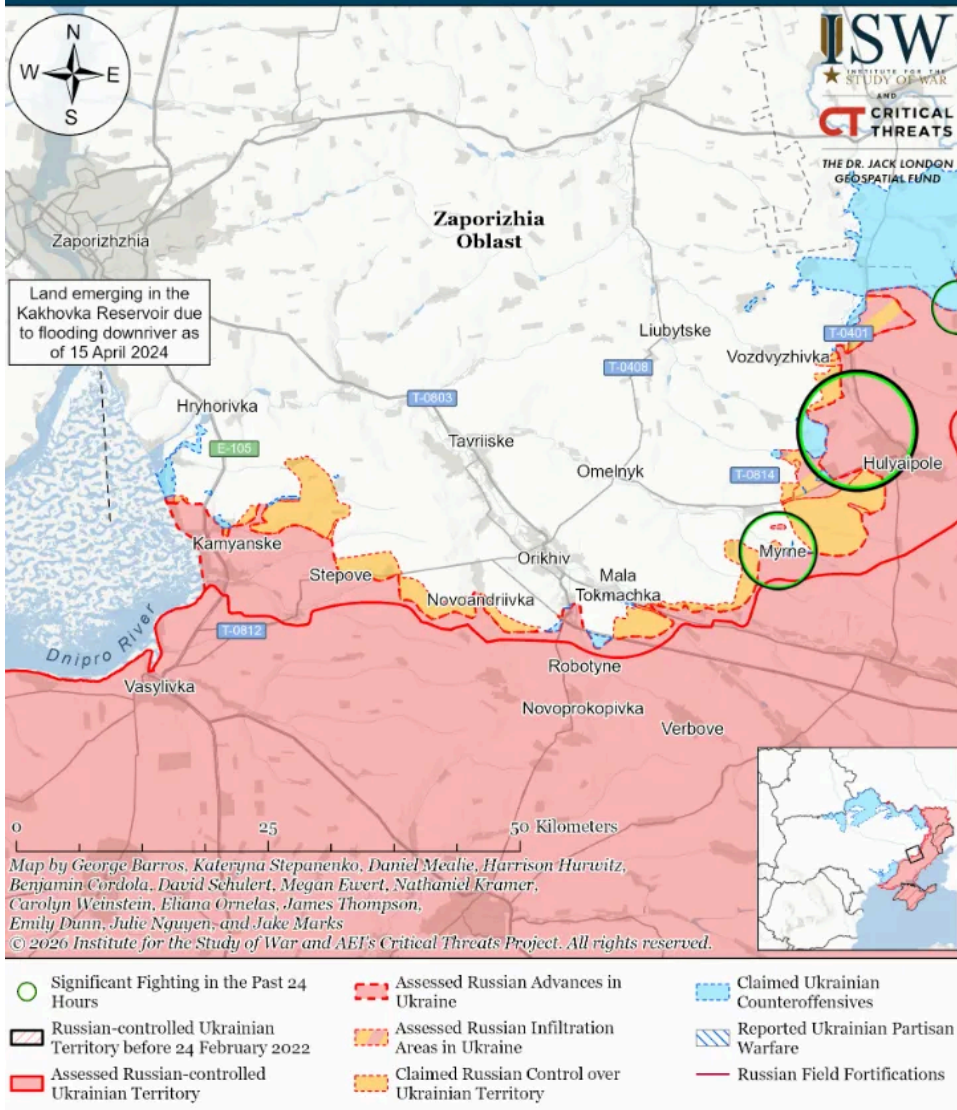 N
W
E
S
ISW
INSTITUTE FOR THE
STUDY OF WAR
AND
CT CRITICAL
THREATS
THE DR. JACK LONDON
GEOSPATIAL FUND
Zaporizhia
Oblast
Zaporizhzhia
Land emerging in the
Kakhovka Reservoir due
to flooding downriver as
of 15 April 2024
Liubytske
T-0401
Vozdvyzhivka
T-0408
T-0803
Hryhorivka
E-105
Tavriiske
Omelnyk
T-0814
Hulyaipole
Kamyanske
Orikhiv
Myrne
Stepove
Mala
Tokmachka
Novoandriivka
Dnipro River
T-0812
Robotyne
Vasylivka
Novoprokopivka
Verbove
0
25
50 Kilometers
Map by George Barros, Kateryna Stepanenko, Daniel Mealie, Harrison Hurwitz,
Benjamin Cordola, David Schulert, Megan Ewert, Nathaniel Kramer,
Carolyn Weinstein, Eliana Ornelas, James Thompson,
Emily Dunn, Julie Nguyen, and Jake Marks
© 2026 Institute for the Study of War and AEI's Critical Threats Project. All rights reserved.
Significant Fighting in the Past 24
Hours
Russian-controlled Ukrainian
Territory before 24 February 2022
Assessed Russian-controlled
Ukrainian Territory
Assessed Russian Advances in
Ukraine
Assessed Russian Infiltration
Areas in Ukraine
Claimed Russian Control over
Ukrainian Territory
Claimed Ukrainian
Counteroffensives
Reported Ukrainian Partisan
Warfare
Russian Field Fortifications